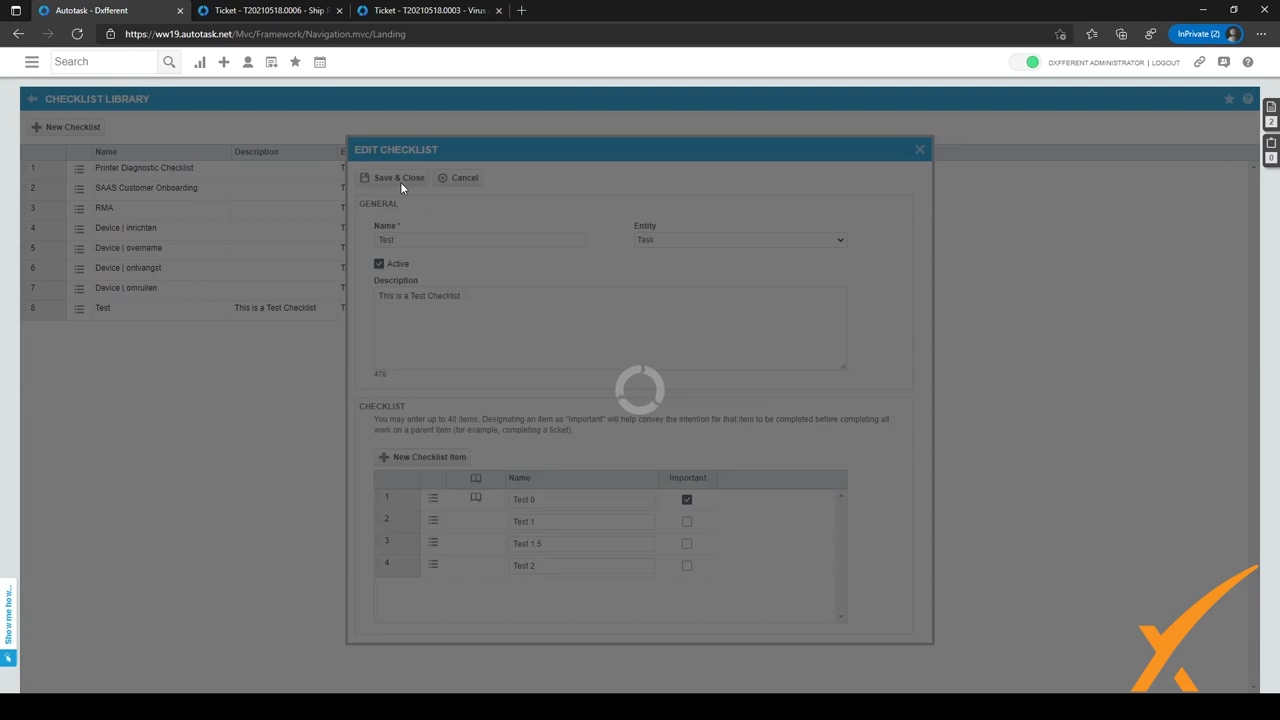 Autotask - Dxfferent
Ticket - T20210518.0006 - Ship
Ticket - T20210518.0003 - Virus
https://ww19.autotask.net/Mvc/Framework/Navigation.mvc/Landing
InPrivate (2)
Search
DXFFERENT ADMINISTRATOR | LOGOUT
CHECKLIST LIBRARY
2
0
New Checklist
Name Description E
1 Printer Diagnostic Checklist T
2 SAAS Customer Onboarding T
3 RMA T
4 Device | inrichten T
5 Device | overname T
6 Device | ontvangst T
7 Device | omruilen T
8 Test This is a Test Checklist T
EDIT CHECKLIST
Save & Close Cancel
GENERAL
Name* Entity
Test Task
Active
Description
This is a Test Checklist
476
CHECKLIST
You may enter up to 40 items. Designating an item as "Important" will help convey the intention for that item to be completed before completing all
work on a parent item (for example, completing a ticket).
New Checklist Item
Name Important
1 Test 0
2 Test 1
3 Test 1.5
4 Test 2
Show me how...